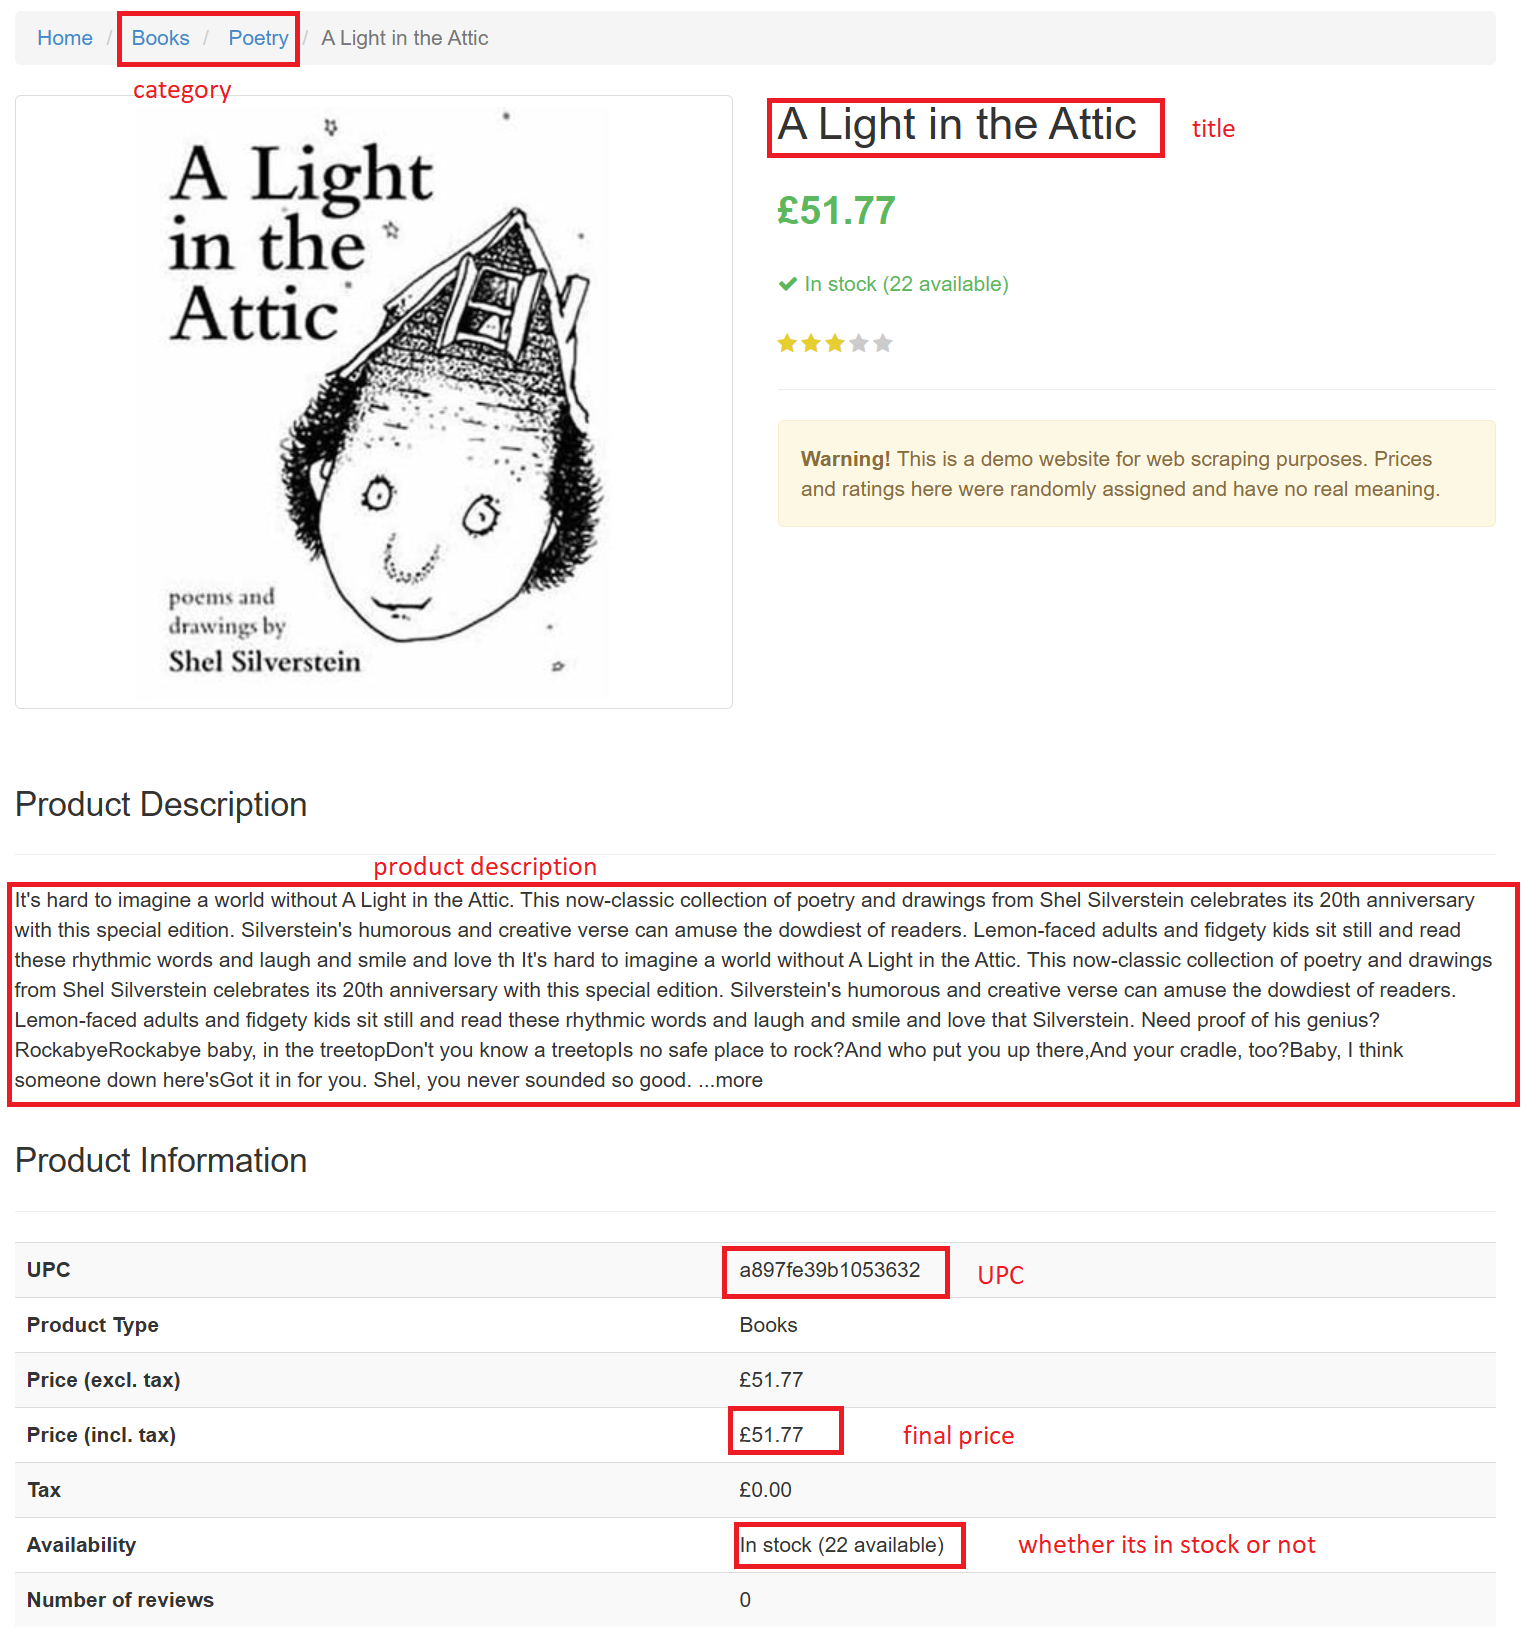 Home / Books / Poetry / A Light in the Attic
category
A Light
in the
Attic
poems and
drawings by
Shel Silverstein
A Light in the Attic
title
£51.77
In stock (22 available)
Warning! This is a demo website for web scraping purposes. Prices
and ratings here were randomly assigned and have no real meaning.
Product Description
product description
It's hard to imagine a world without A Light in the Attic. This now-classic collection of poetry and drawings from Shel Silverstein celebrates its 20th anniversary
with this special edition. Silverstein's humorous and creative verse can amuse the dowdiest of readers. Lemon-faced adults and fidgety kids sit still and read
these rhythmic words and laugh and smile and love th It's hard to imagine a world without A Light in the Attic. This now-classic collection of poetry and drawings
from Shel Silverstein celebrates its 20th anniversary with this special edition. Silverstein's humorous and creative verse can amuse the dowdiest of readers.
Lemon-faced adults and fidgety kids sit still and read these rhythmic words and laugh and smile and love that Silverstein. Need proof of his genius?
RockabyeRockabye baby, in the treetopDon't you know a treetopIs no safe place to rock?And who put you up there,And your cradle, too?Baby, I think
someone down here'sGot it in for you. Shel, you never sounded so good. ...more
Product Information
UPC a897fe39b1053632 UPC
Product Type Books
Price (excl. tax) £51.77
Price (incl. tax) £51.77 final price
Tax £0.00
Availability In stock (22 available) whether its in stock or not
Number of reviews 0